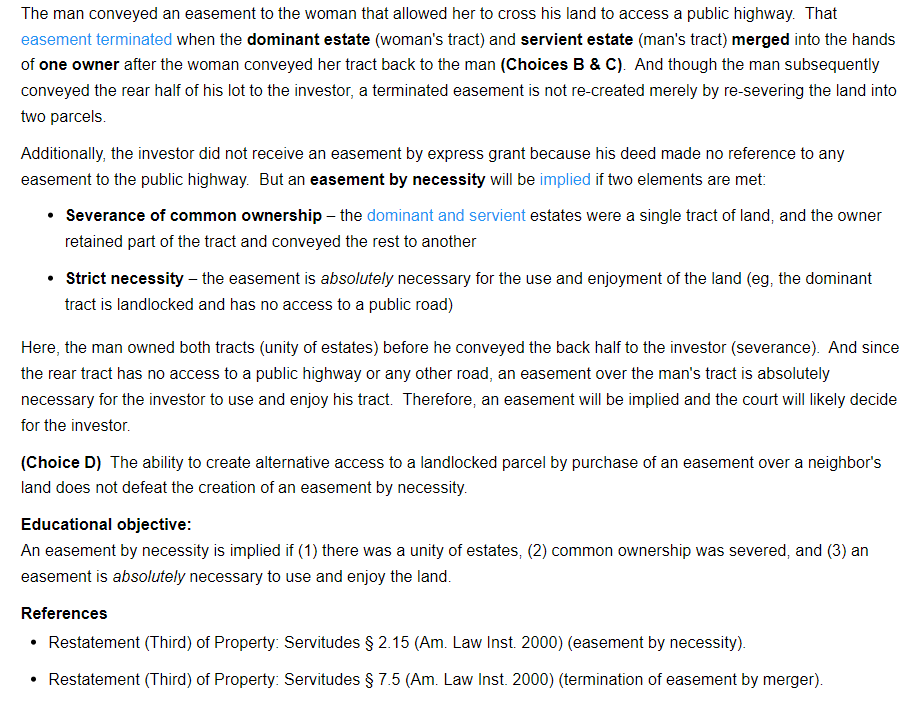 The man conveyed an easement to the woman that allowed her to cross his land to access a public highway.  That
easement terminated when the dominant estate (woman's tract) and servient estate (man's tract) merged into the hands
of one owner after the woman conveyed her tract back to the man (Choices B & C).  And though the man subsequently
conveyed the rear half of his lot to the investor, a terminated easement is not re-created merely by re-severing the land into
two parcels.
Additionally, the investor did not receive an easement by express grant because his deed made no reference to any
easement to the public highway.  But an easement by necessity will be implied if two elements are met:
• Severance of common ownership – the dominant and servient estates were a single tract of land, and the owner
retained part of the tract and conveyed the rest to another
• Strict necessity – the easement is absolutely necessary for the use and enjoyment of the land (eg, the dominant
tract is landlocked and has no access to a public road)
Here, the man owned both tracts (unity of estates) before he conveyed the back half to the investor (severance).  And since
the rear tract has no access to a public highway or any other road, an easement over the man's tract is absolutely
necessary for the investor to use and enjoy his tract.  Therefore, an easement will be implied and the court will likely decide
for the investor.
(Choice D)  The ability to create alternative access to a landlocked parcel by purchase of an easement over a neighbor's
land does not defeat the creation of an easement by necessity.
Educational objective:
An easement by necessity is implied if (1) there was a unity of estates, (2) common ownership was severed, and (3) an
easement is absolutely necessary to use and enjoy the land.
References
• Restatement (Third) of Property: Servitudes § 2.15 (Am. Law Inst. 2000) (easement by necessity).
• Restatement (Third) of Property: Servitudes § 7.5 (Am. Law Inst. 2000) (termination of easement by merger).